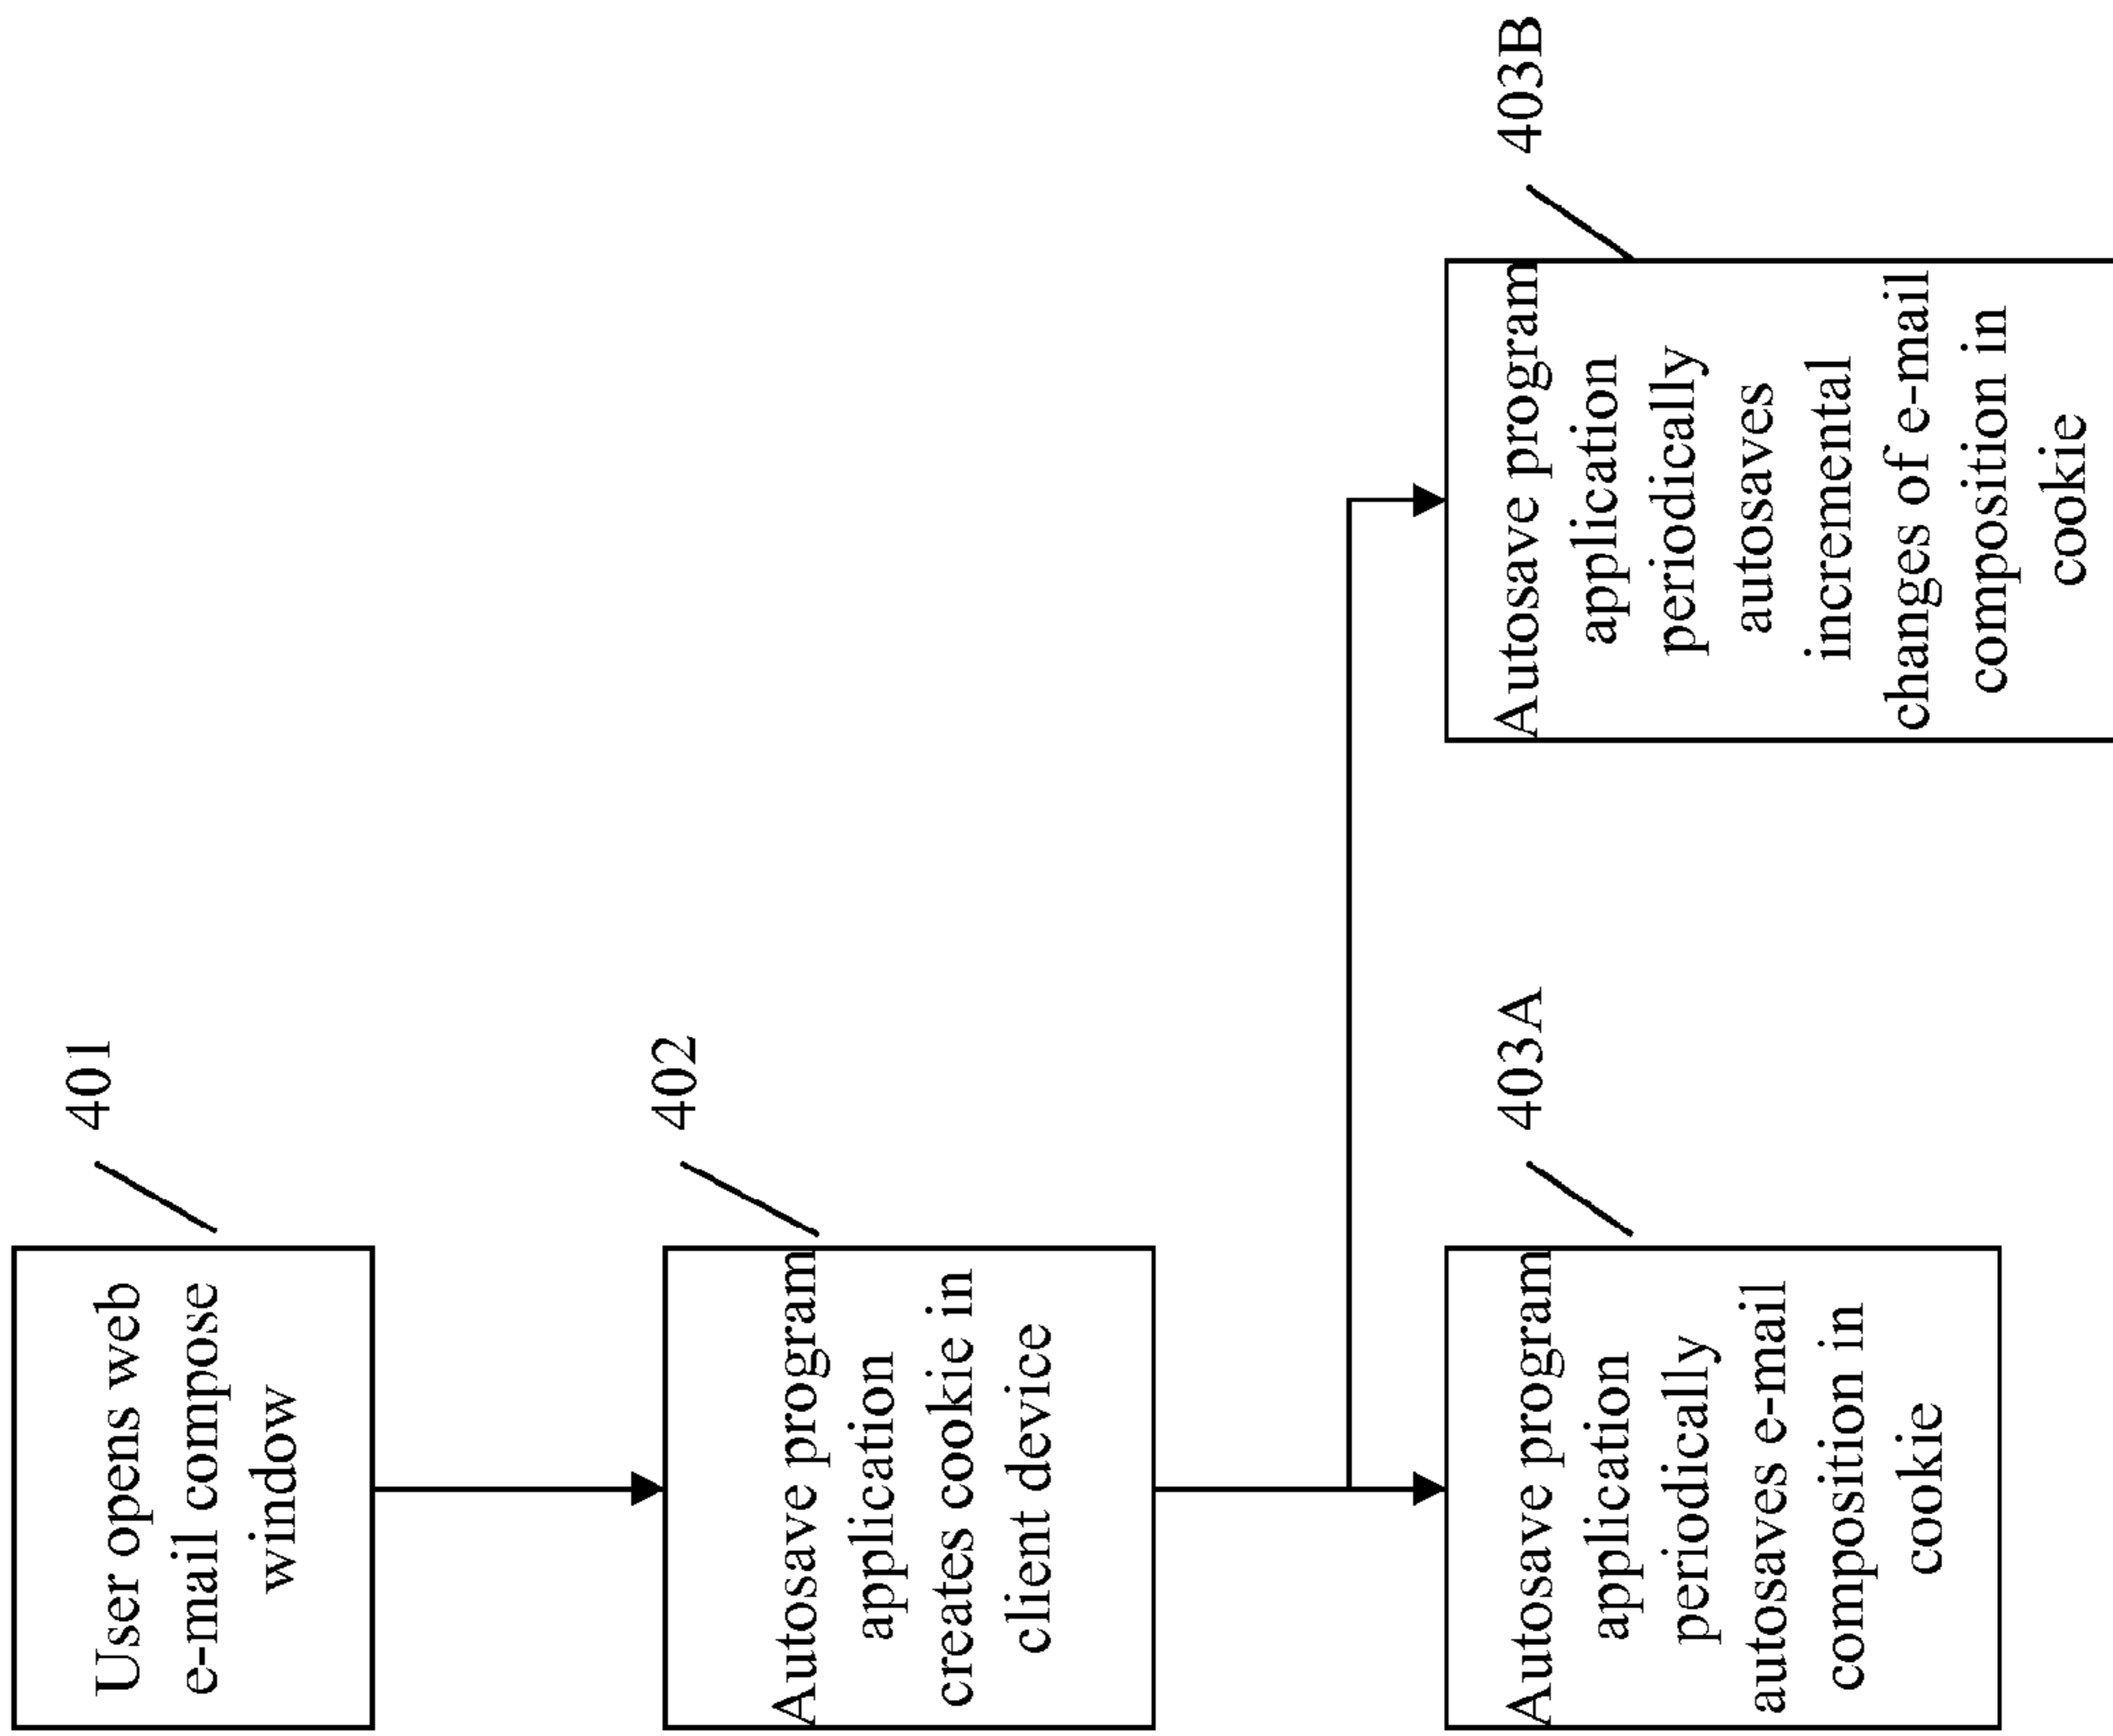 User opens web
e-mail compose
window
401
Autosave program
application
creates cookie in
client device
402
Autosave program
application
periodically
autosaves e-mail
composition in
cookie
403A
Autosave program
application
periodically
autosaves
incremental
changes of e-mail
composition in
cookie
403B